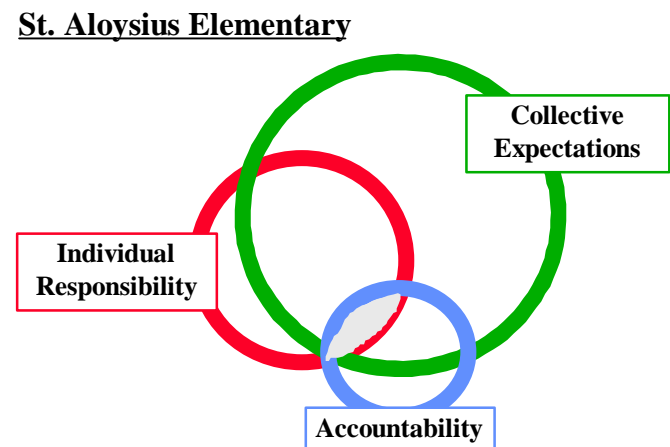 St. Aloysius Elementary
Collective
Expectations
Individual
Responsibility
Accountability